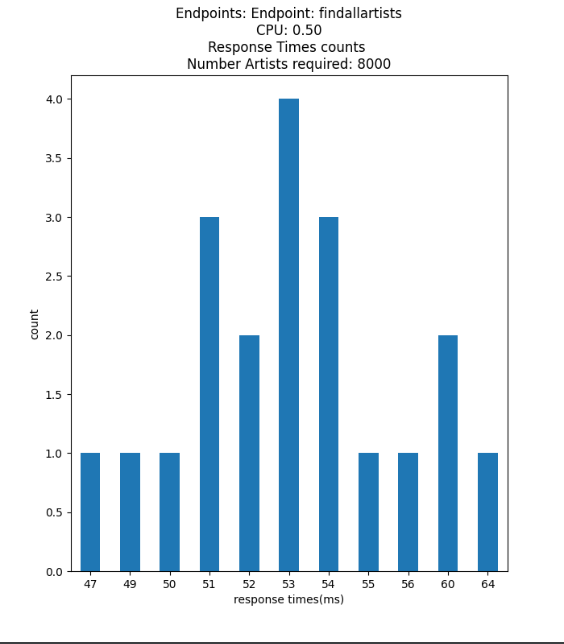 Endpoints: Endpoint: findallartists
CPU: 0.50
Response Times counts
Number Artists required: 8000
4.0
3.5
3.0
2.5
2.0
1.5
1.0
0.5
0.0
count
47 49 50 51 52 53 54 55 56 60 64
response times(ms)